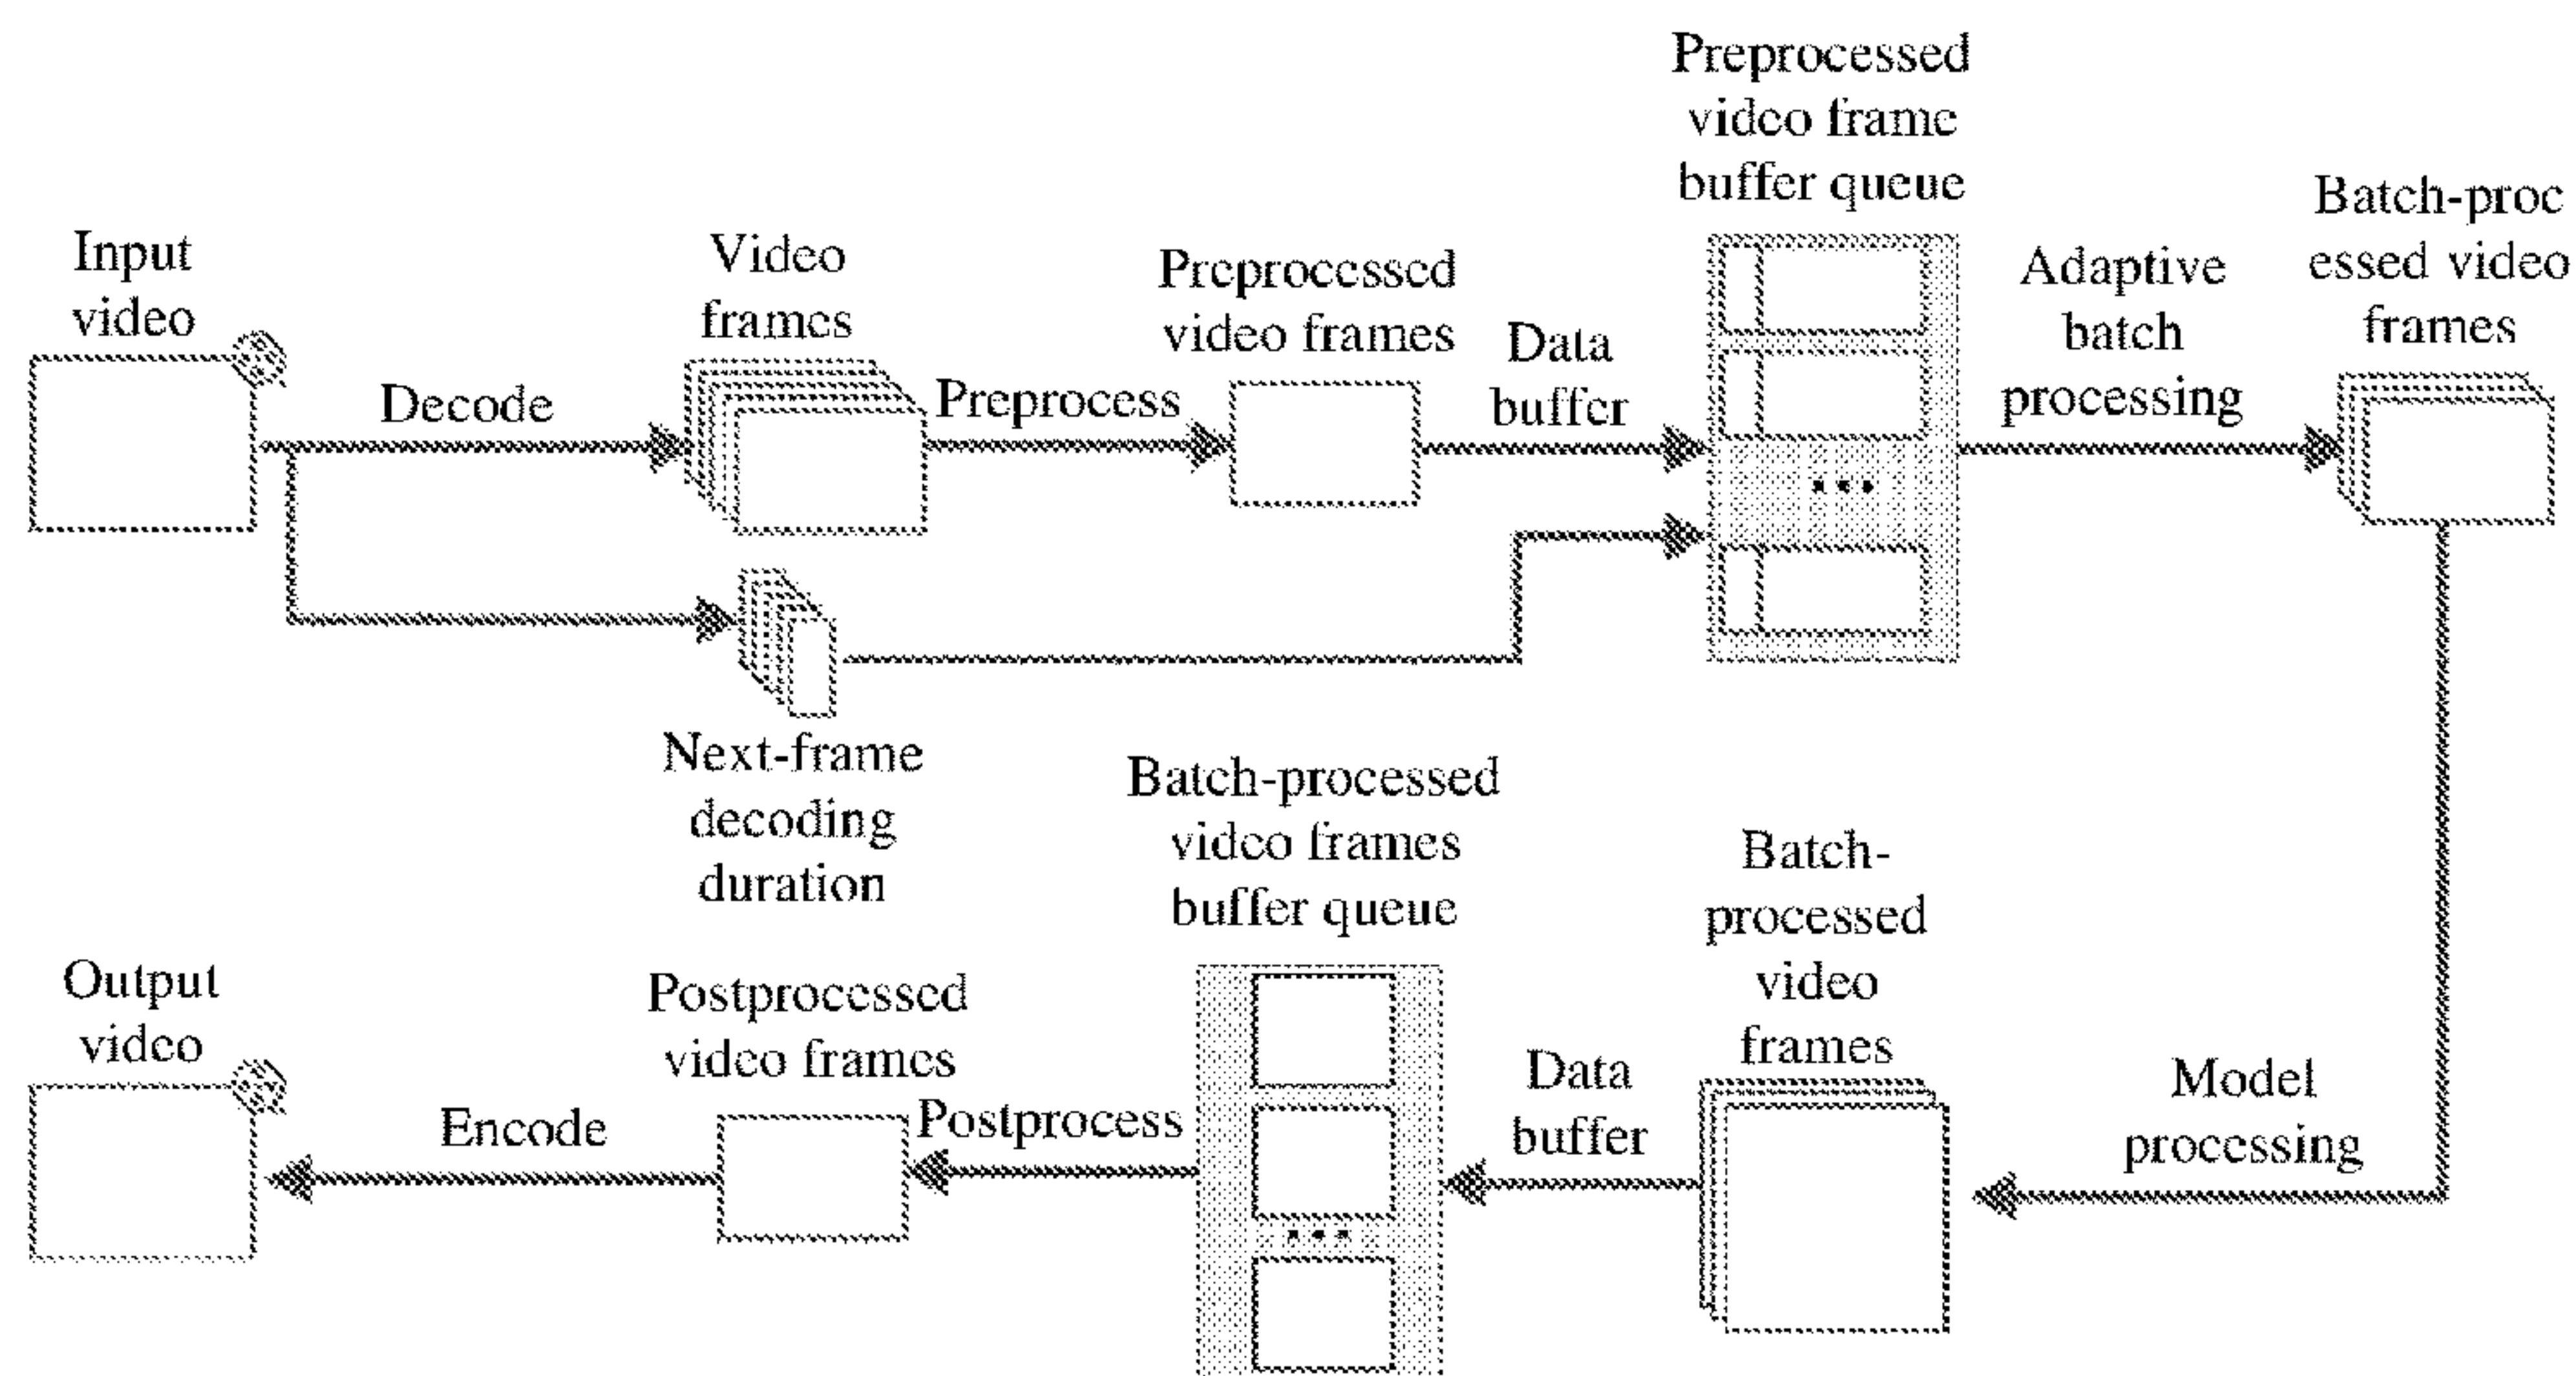 Input
video
Decode
Video
frames
Preprocess
Preprocessed
video frames
Data
buffer
Preprocessed
video frame
buffer queue
Adaptive
batch
processing
Batch-proc
essed video
frames
Next-frame
decoding
duration
Output
video
Encode
Postprocessed
video frames
Postprocess
Batch-processed
video frames
buffer queue
Data
buffer
Batch-
processed
video
frames
Model
processing